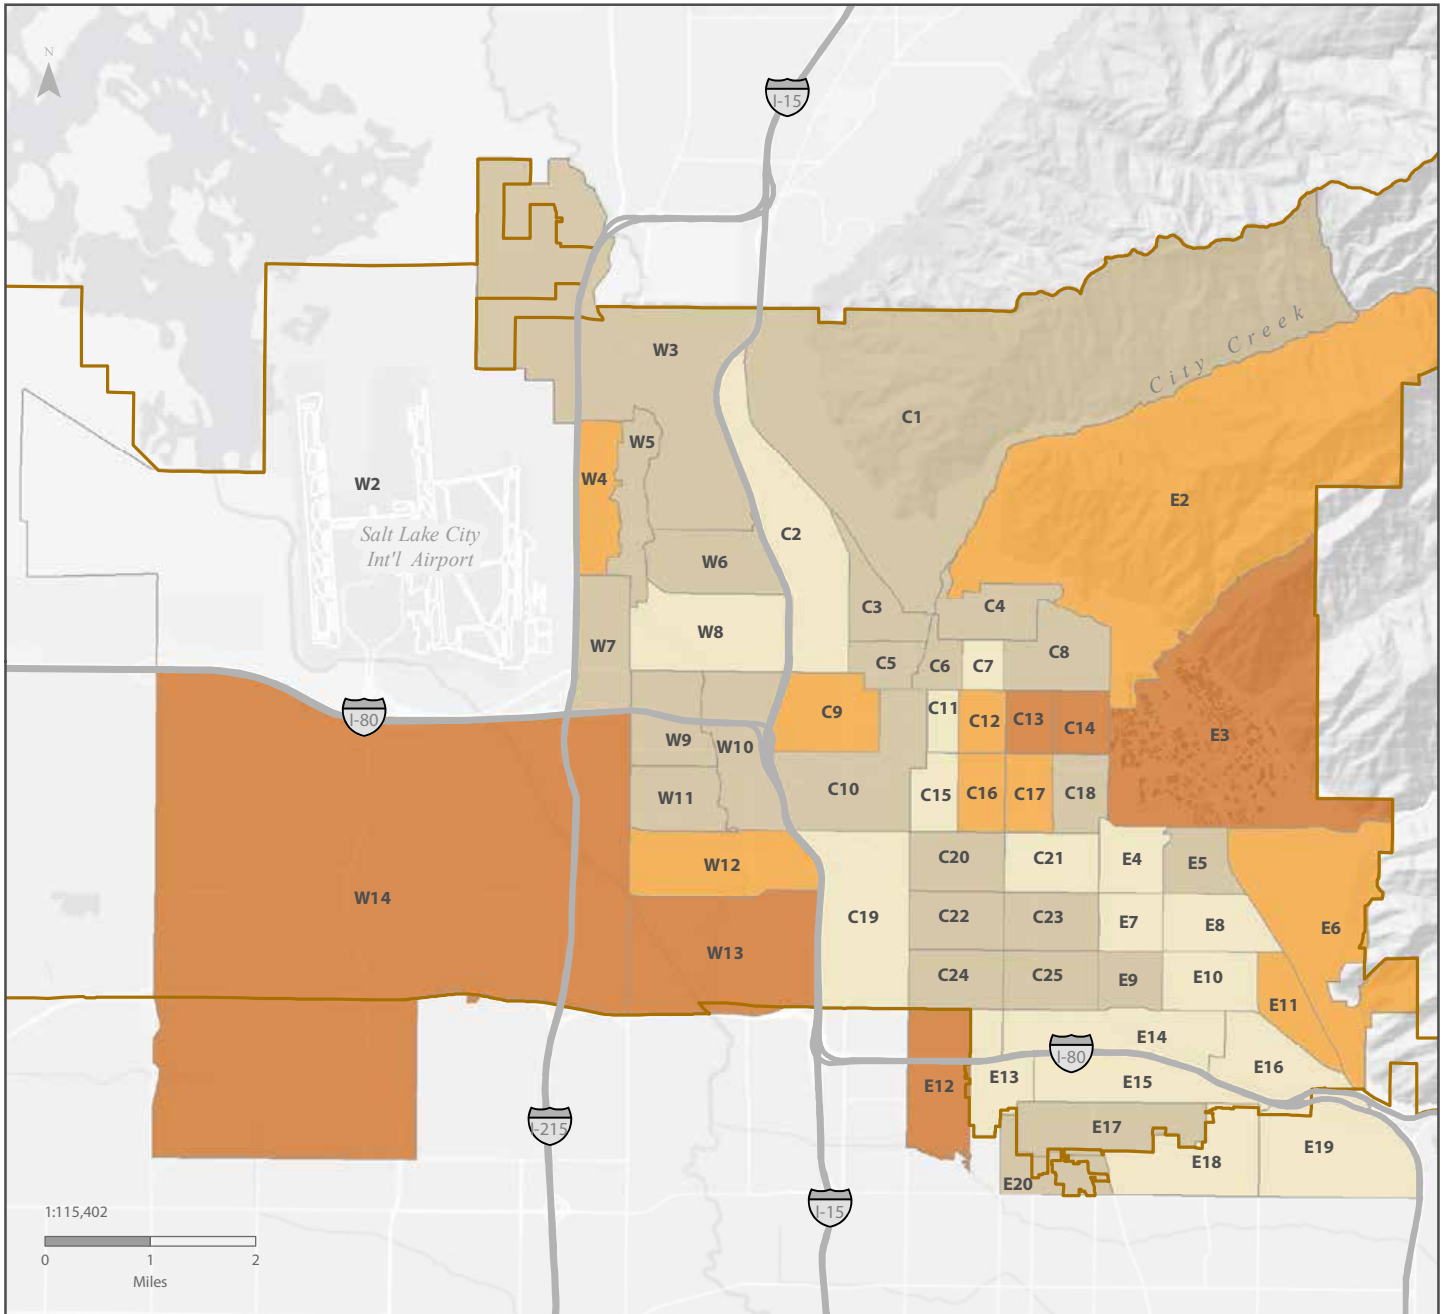 N
I-15
City Creek
W3
C1
W5
W4
W2
E2
Salt Lake City
Int'l Airport
C2
W6
C3
C4
W8
W7
C5
C6
C7
C8
I-80
C9
C11
C12
C13
C14
E3
W9
W10
C10
C15
C16
C17
C18
W11
W12
C20
C21
E4
E5
W14
C19
C22
C23
E7
E8
E6
W13
C24
C25
E9
E10
E11
E14
I-80
E12
E13
E15
E16
I-215
E17
E18
E19
E20
I-15
1:115,402
0 1 2
Miles